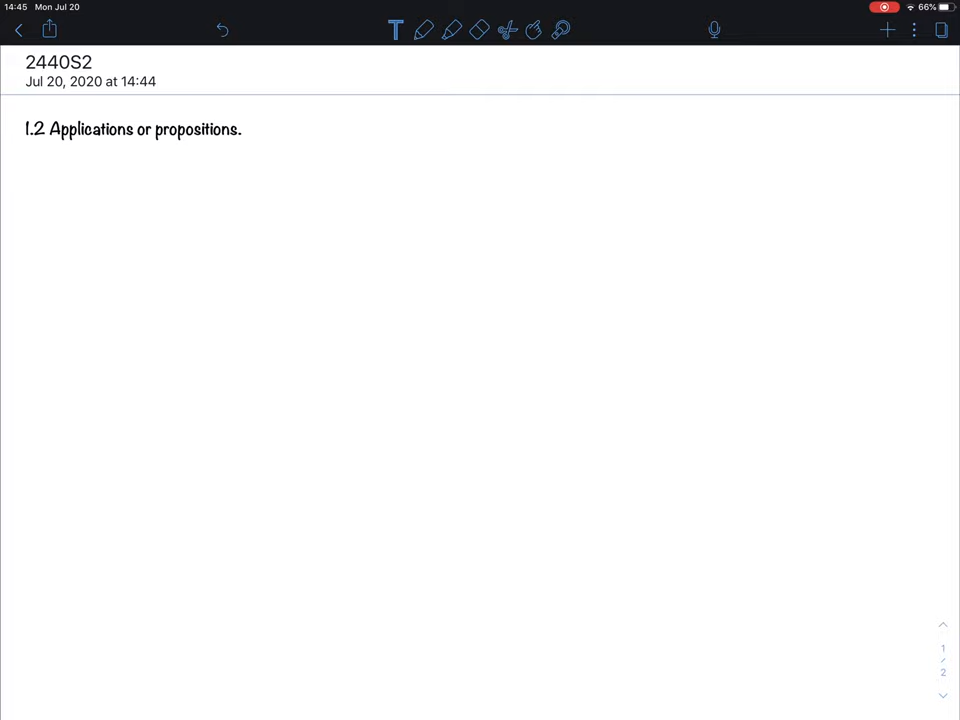 14:45 Mon Jul 20 66%
T
2440S2
Jul 20, 2020 at 14:44
1.2 Applications or propositions.
1
/
2